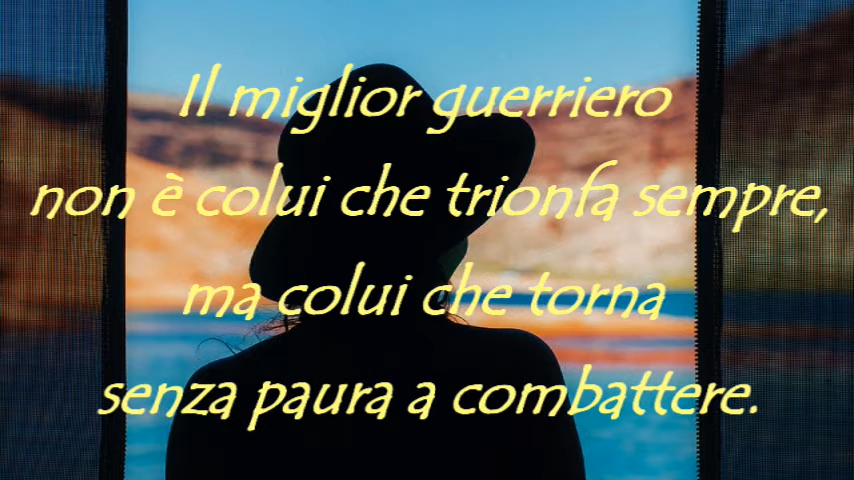 Il miglior guerriero
non è colui che trionfa sempre,
ma colui che torna
senza paura a combattere.